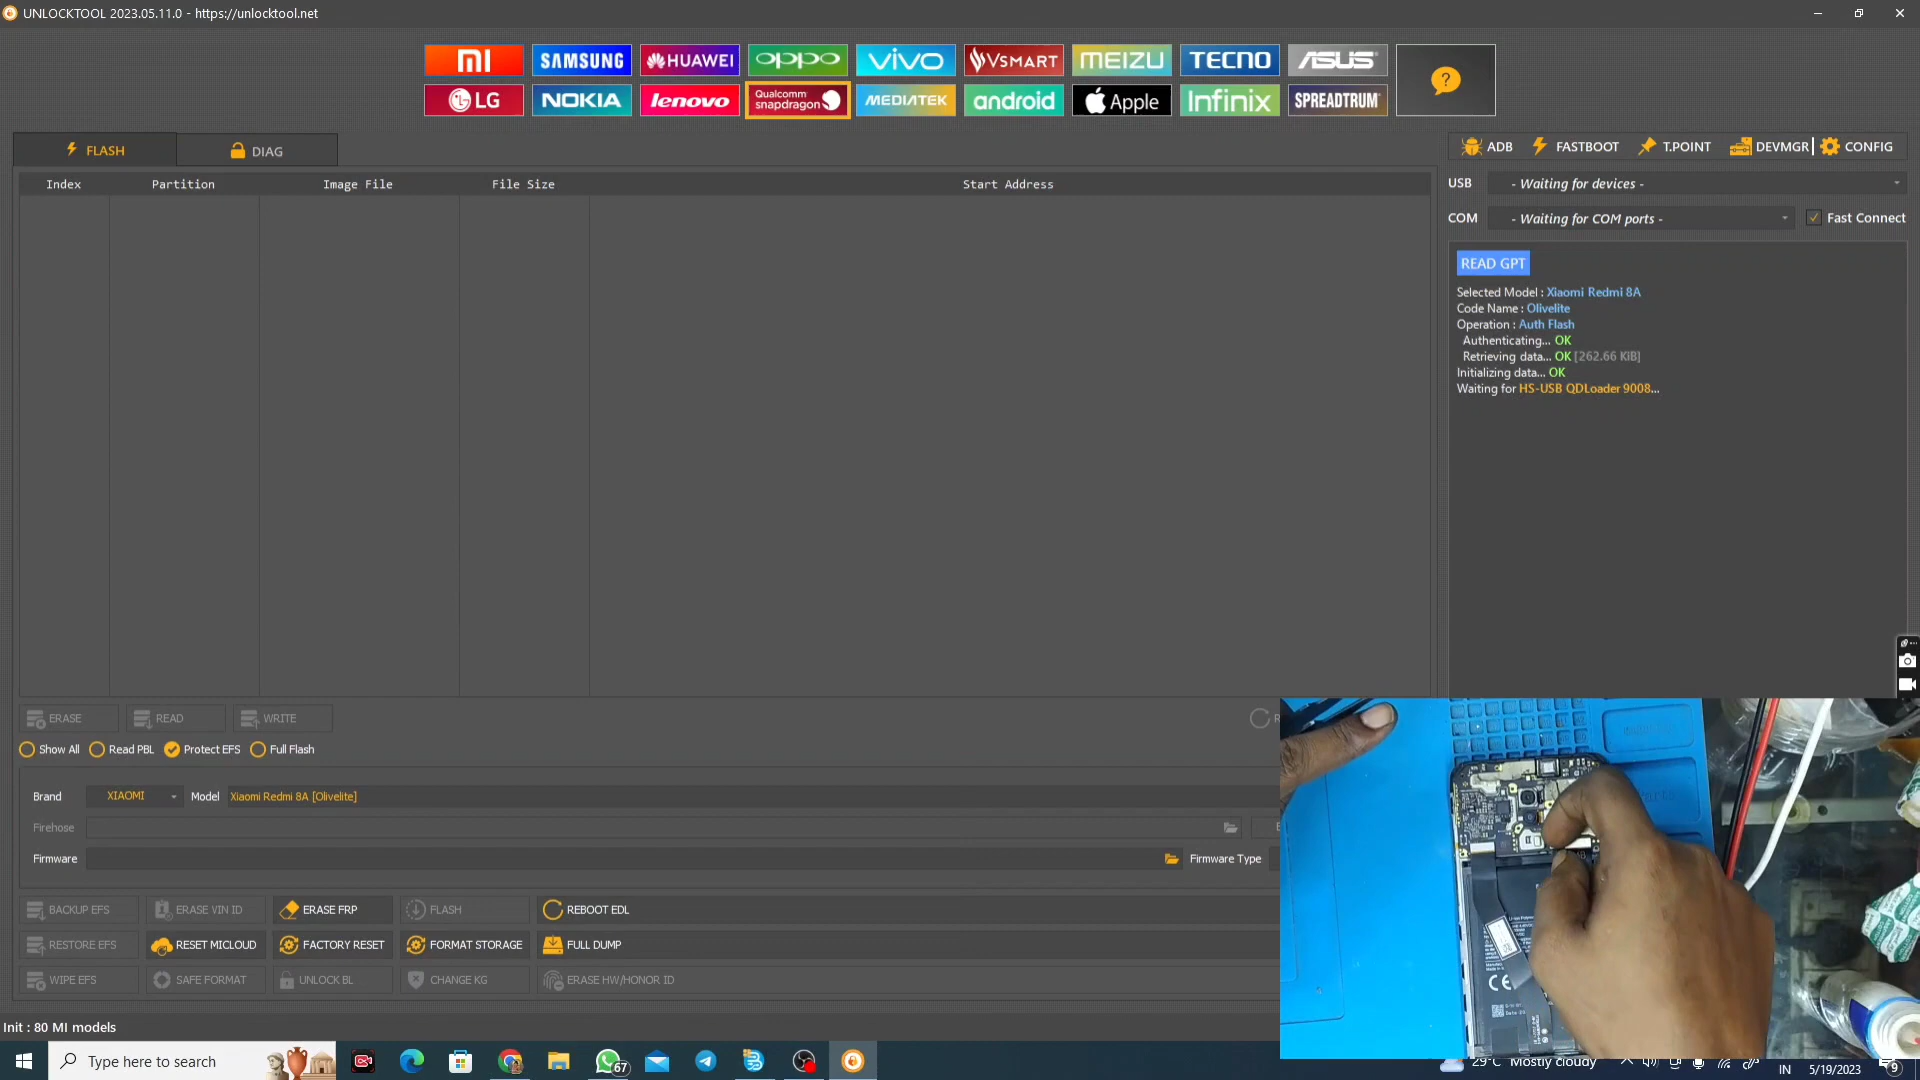 UNLOCKTOOL 2023.05.11.0 - https://unlocktool.net
MI SAMSUNG HUAWEI oppo vivo VSMART MEIZU TECNO ASUS ?
LG NOKIA lenovo Qualcomm snapdragon MEDIATEK android Apple Infinix SPREADTRUM
FLASH DIAG
ADB FASTBOOT T.POINT DEVMGR CONFIG
Index Partition Image File File Size Start Address
USB - Waiting for devices -
COM - Waiting for COM ports - Fast Connect
READ GPT
Selected Model : Xiaomi Redmi 8A
Code Name : Olivelite
Operation : Auth Flash
Authenticating... OK
Retrieving data... OK [262.66 KiB]
Initializing data... OK
Waiting for HS-USB QDLoader 9008...
ERASE READ WRITE
Show All Read PBL Protect EFS Full Flash
Brand XIAOMI Model Xiaomi Redmi 8A [Olivelite]
Firehose
Firmware Firmware Type
BACKUP EFS ERASE VIN ID ERASE FRP FLASH REBOOT EDL
RESTORE EFS RESET MICLOUD FACTORY RESET FORMAT STORAGE FULL DUMP
WIPE EFS SAFE FORMAT UNLOCK BL CHANGE KG ERASE HW/HONOR ID
Init : 80 MI models
Type here to search
67
29°C Mostly cloudy
IN 5/19/2023 9